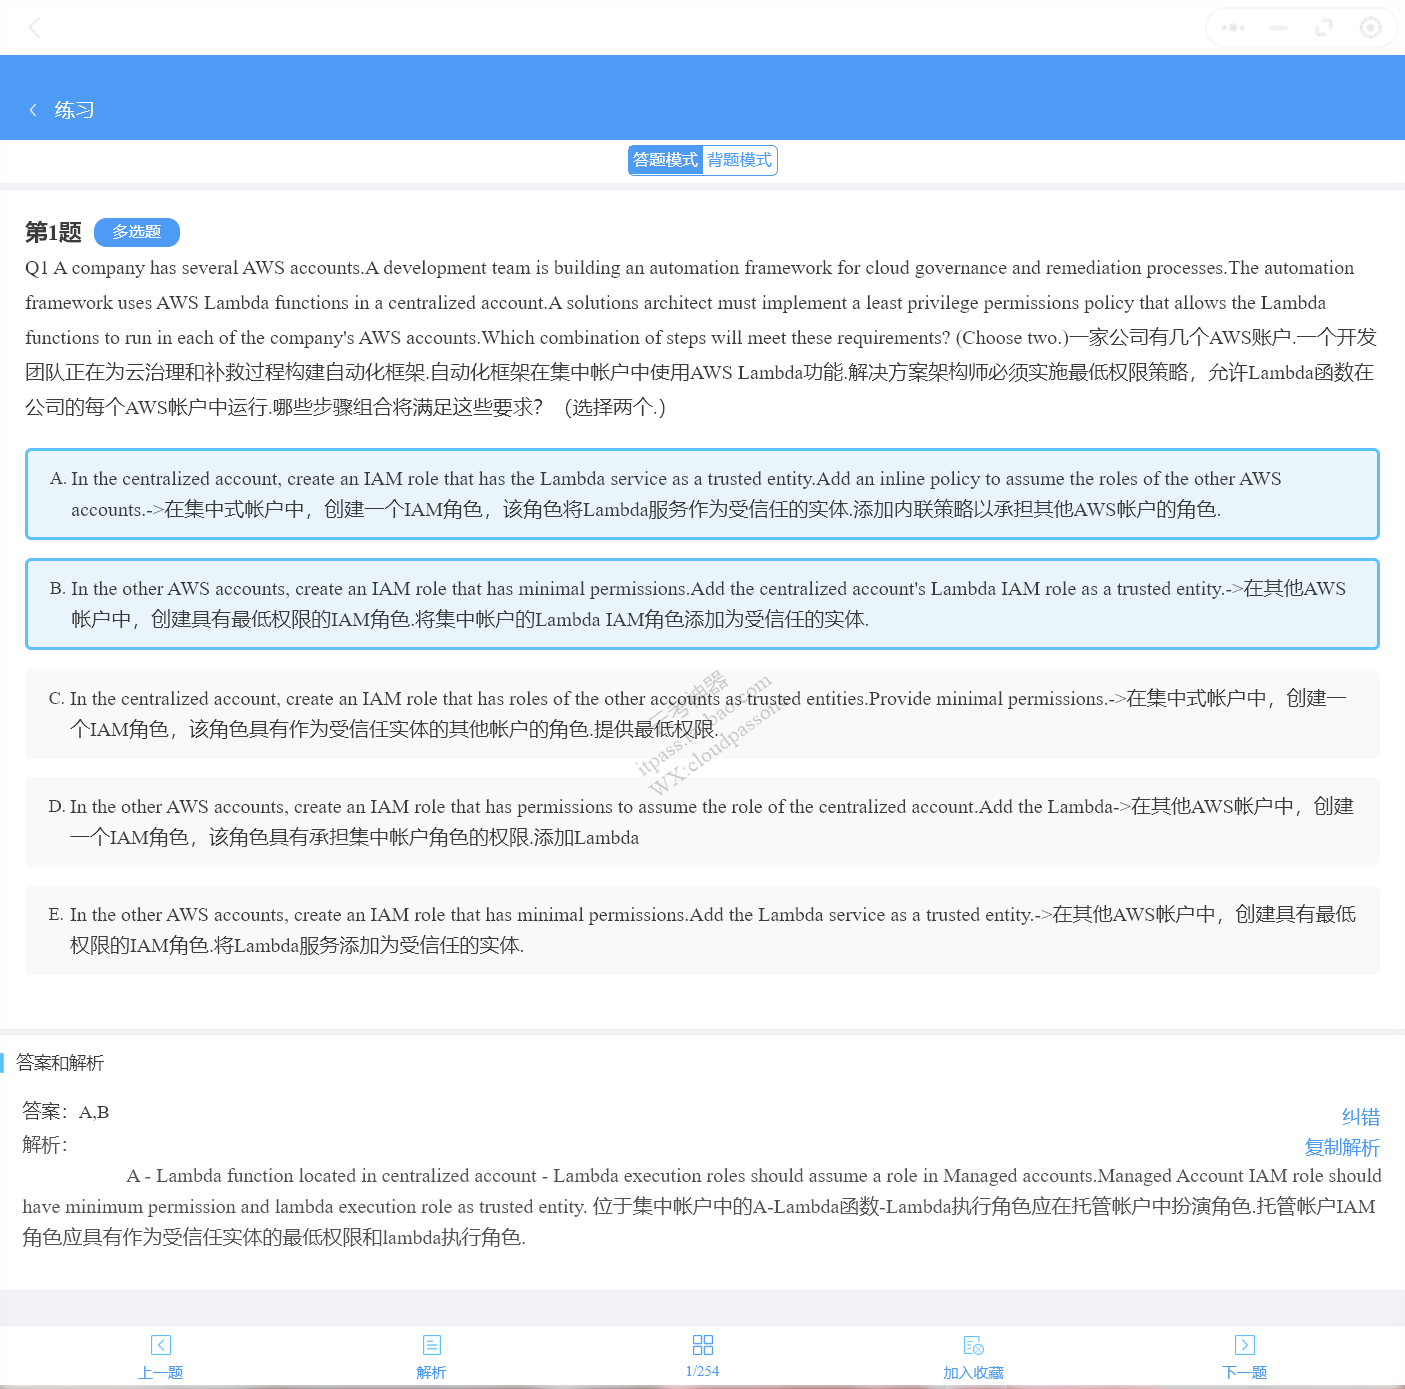 练习
答题模式 背题模式
第1题 多选题
Q1 A company has several AWS accounts.A development team is building an automation framework for cloud governance and remediation processes.The automation
framework uses AWS Lambda functions in a centralized account.A solutions architect must implement a least privilege permissions policy that allows the Lambda
functions to run in each of the company's AWS accounts.Which combination of steps will meet these requirements? (Choose two.)一家公司有几个AWS账户.一个开发
团队正在为云治理和补救过程构建自动化框架.自动化框架在集中帐户中使用AWS Lambda功能.解决方案架构师必须实施最低权限策略，允许Lambda函数在
公司的每个AWS帐户中运行.哪些步骤组合将满足这些要求？（选择两个.）
A. In the centralized account, create an IAM role that has the Lambda service as a trusted entity.Add an inline policy to assume the roles of the other AWS
accounts.->在集中式帐户中，创建一个IAM角色，该角色将Lambda服务作为受信任的实体.添加内联策略以承担其他AWS帐户的角色.
B. In the other AWS accounts, create an IAM role that has minimal permissions.Add the centralized account's Lambda IAM role as a trusted entity.->在其他AWS
帐户中，创建具有最低权限的IAM角色.将集中帐户的Lambda IAM角色添加为受信任的实体.
C. In the centralized account, create an IAM role that has roles of the other accounts as trusted entities.Provide minimal permissions.->在集中式帐户中，创建一
个IAM角色，该角色具有作为受信任实体的其他帐户的角色.提供最低权限.
itpass.taobao.com
D. In the other AWS accounts, create an IAM role that has permissions to assume the role of the centralized account.Add the Lambda->在其他AWS帐户中，创建
一个IAM角色，该角色具有承担集中帐户角色的权限.添加Lambda
E. In the other AWS accounts, create an IAM role that has minimal permissions.Add the Lambda service as a trusted entity.->在其他AWS帐户中，创建具有最低
权限的IAM角色.将Lambda服务添加为受信任的实体.
答案和解析
答案：A,B
纠错
解析：
复制解析
A - Lambda function located in centralized account - Lambda execution roles should assume a role in Managed accounts.Managed Account IAM role should
have minimum permission and lambda execution role as trusted entity. 位于集中帐户中的A-Lambda函数-Lambda执行角色应在托管帐户中扮演角色.托管帐户IAM
角色应具有作为受信任实体的最低权限和lambda执行角色.
上一题 解析 1/254 加入收藏 下一题